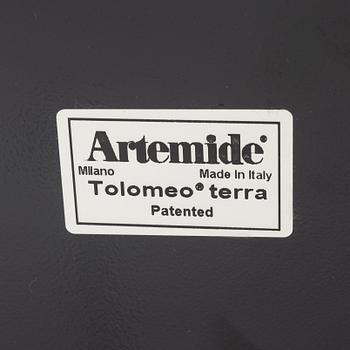 Artemide®
Milano Made in Italy
Tolomeo® terra
Patented